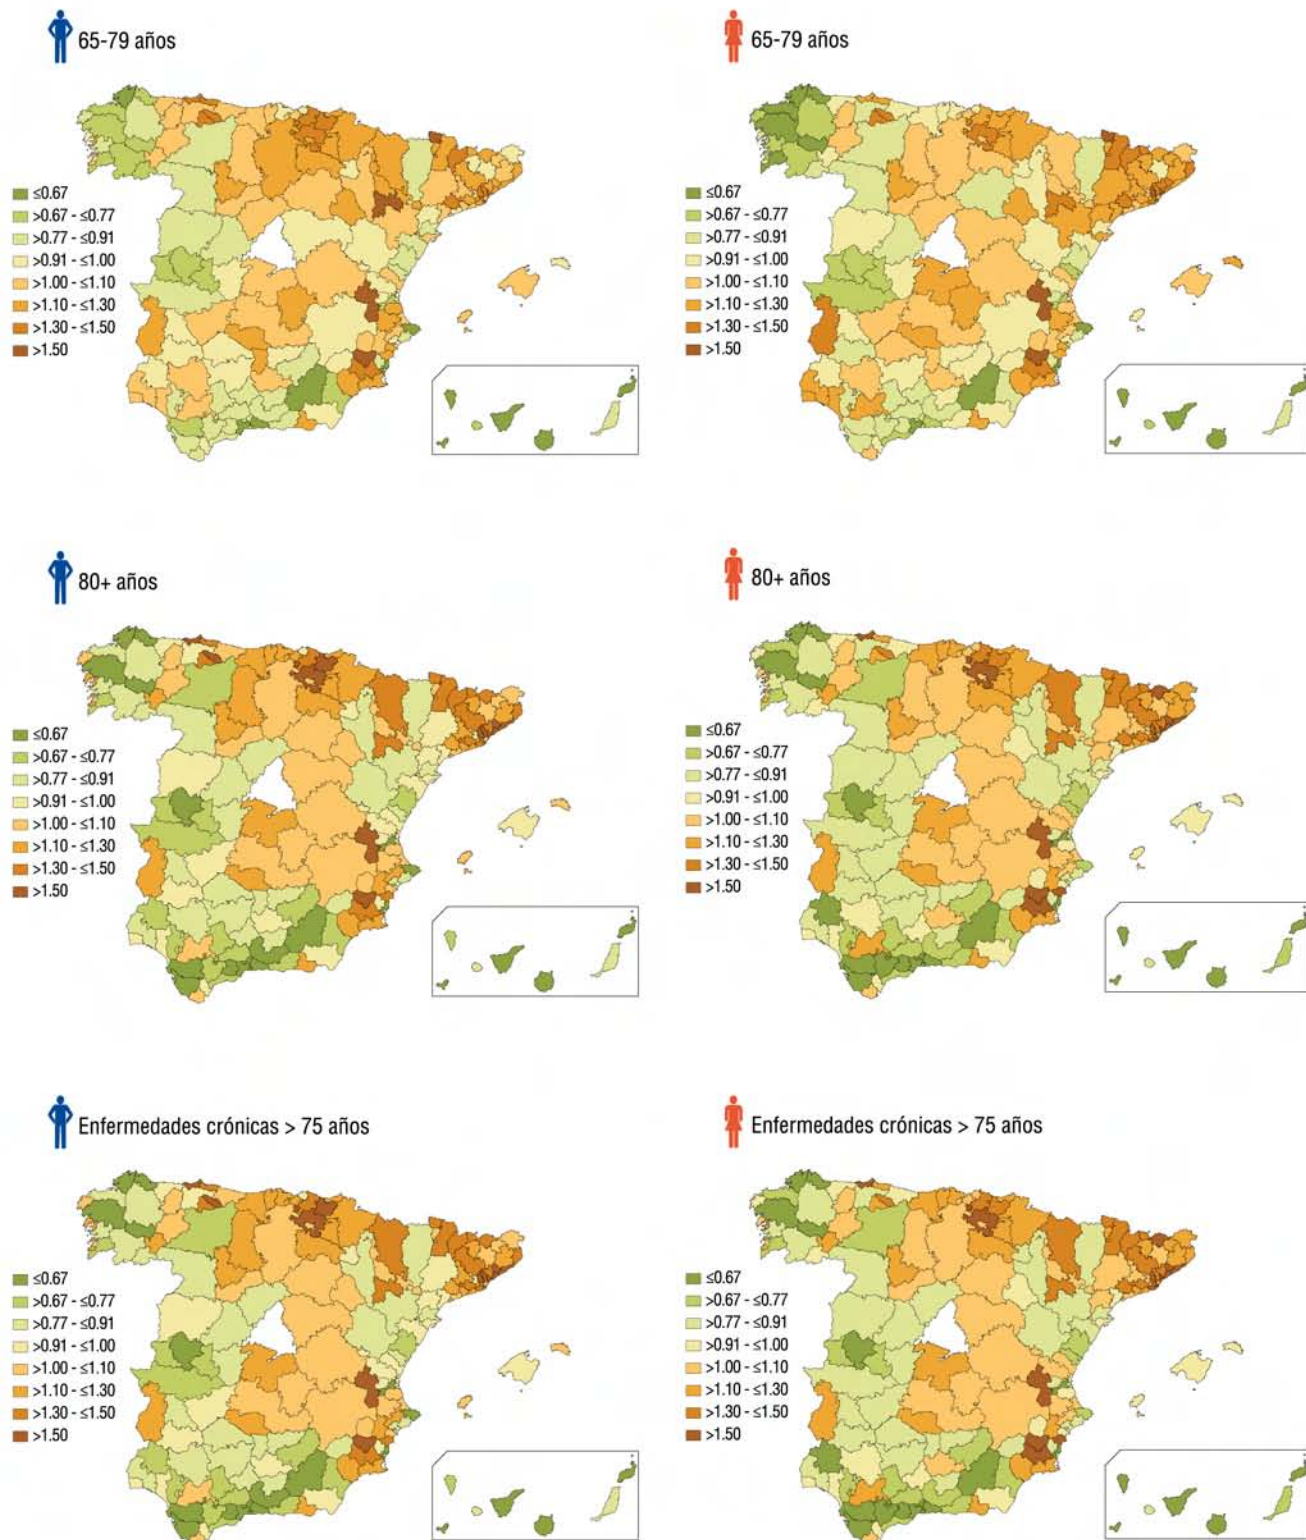 65-79 años
65-79 años
≤0.67
>0.67 - ≤0.77
>0.77 - ≤0.91
>0.91 - ≤1.00
>1.00 - ≤1.10
>1.10 - ≤1.30
>1.30 - ≤1.50
>1.50
≤0.67
>0.67 - ≤0.77
>0.77 - ≤0.91
>0.91 - ≤1.00
>1.00 - ≤1.10
>1.10 - ≤1.30
>1.30 - ≤1.50
>1.50
80+ años
80+ años
≤0.67
>0.67 - ≤0.77
>0.77 - ≤0.91
>0.91 - ≤1.00
>1.00 - ≤1.10
>1.10 - ≤1.30
>1.30 - ≤1.50
>1.50
≤0.67
>0.67 - ≤0.77
>0.77 - ≤0.91
>0.91 - ≤1.00
>1.00 - ≤1.10
>1.10 - ≤1.30
>1.30 - ≤1.50
>1.50
Enfermedades crónicas > 75 años
Enfermedades crónicas > 75 años
≤0.67
>0.67 - ≤0.77
>0.77 - ≤0.91
>0.91 - ≤1.00
>1.00 - ≤1.10
>1.10 - ≤1.30
>1.30 - ≤1.50
>1.50
≤0.67
>0.67 - ≤0.77
>0.77 - ≤0.91
>0.91 - ≤1.00
>1.00 - ≤1.10
>1.10 - ≤1.30
>1.30 - ≤1.50
>1.50